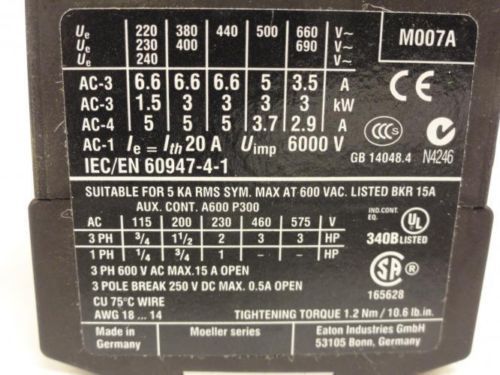 Ue 220 380 440 500 660 V~
Ue 230 400 690 V~
Ue 240 V~
M007A
AC-3 6.6 6.6 6.6 5 3.5 A
AC-3 1.5 3 3 3 3 kW
AC-4 5 5 5 3.7 2.9 A
AC-1 Ie = Ith 20 A Uimp 6000 V
IEC/EN 60947-4-1
CE
CCC S
GB 14048.4 N4246
SUITABLE FOR 5 KA RMS SYM. MAX AT 600 VAC. LISTED BKR 15A
AUX. CONT. A600 P300
AC 115 200 230 460 575 V
3 PH 3/4 1 1/2 2 3 3 HP
1 PH 1/4 3/4 1 - - HP
IND.CONT.
EQ.
UL
340B LISTED
3 PH 600 V AC MAX.15 A OPEN
3 POLE BREAK 250 V DC MAX. 0.5A OPEN
CU 75°C WIRE
AWG 18 ... 14
SA
165628
TIGHTENING TORQUE 1.2 Nm / 10.6 lb.in.
Made in
Germany
Moeller series
Eaton Industries GmbH
53105 Bonn, Germany